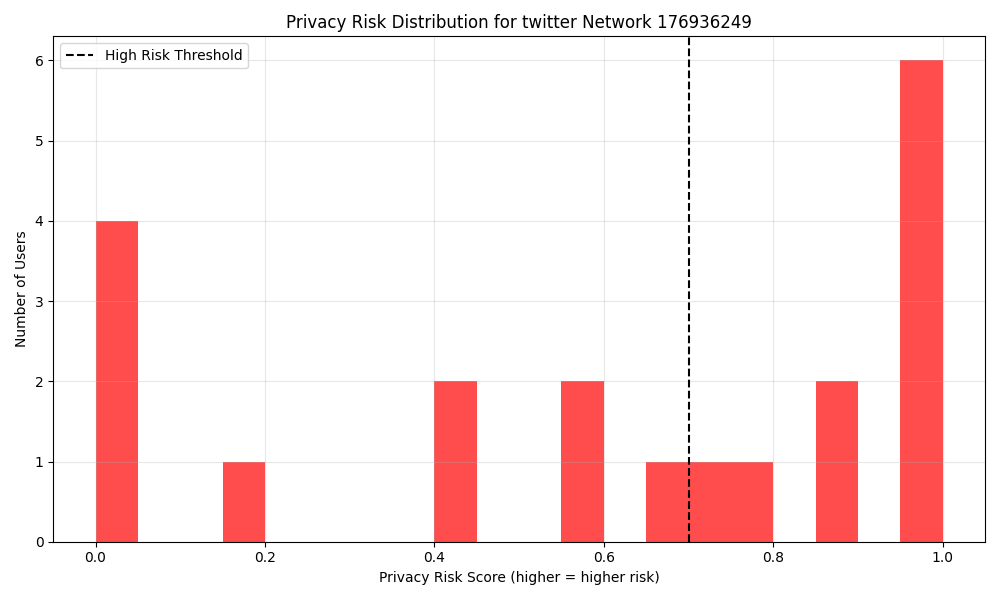 Privacy Risk Distribution for twitter Network 176936249
High Risk Threshold
6
5
4
3
2
1
0
Number of Users
0.0 0.2 0.4 0.6 0.8 1.0
Privacy Risk Score (higher = higher risk)